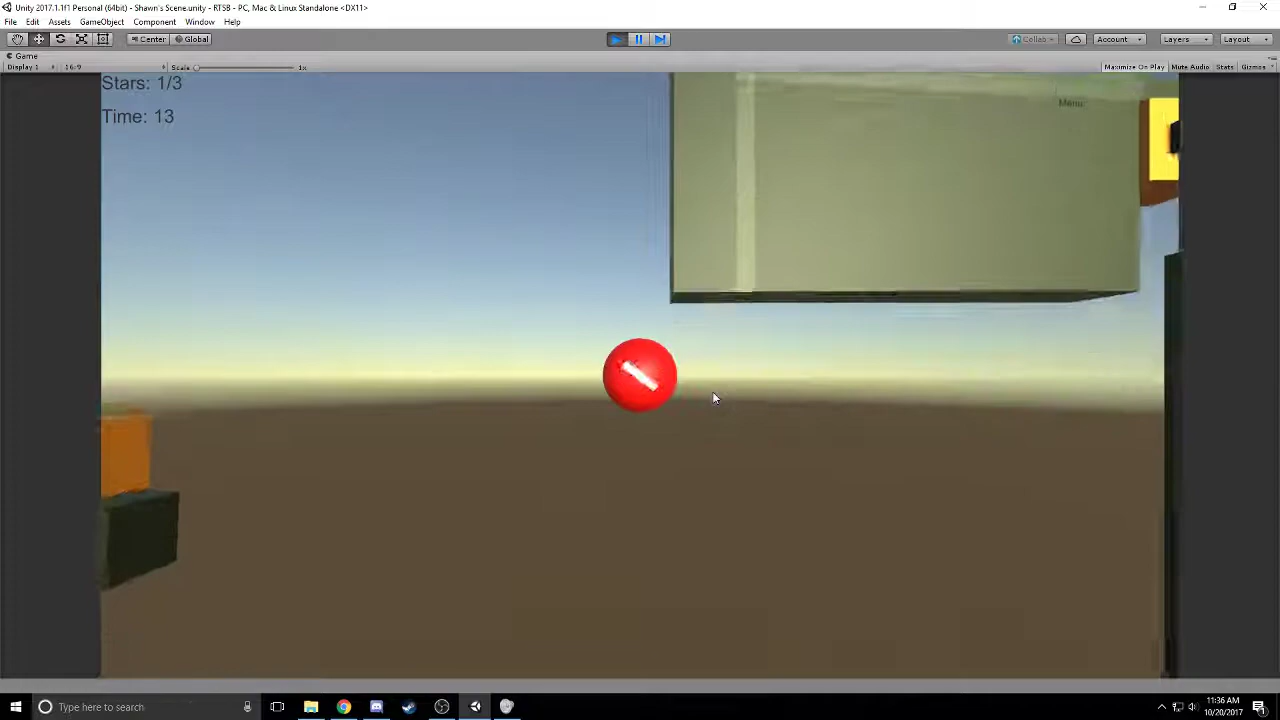 Unity 2017.1.1f1 Personal (64bit) - Shawn's Scene.unity - RTSB - PC, Mac & Linux Standalone <DX11>
File Edit Assets GameObject Component Window Help
Center Global Collab Account Layers Layout
Game
Display 1 16:9 Scale 1x Maximize On Play Mute Audio Stats Gizmos
Stars: 1/3
Menu
Time: 13
Type here to search
11:36 AM
10/20/2017